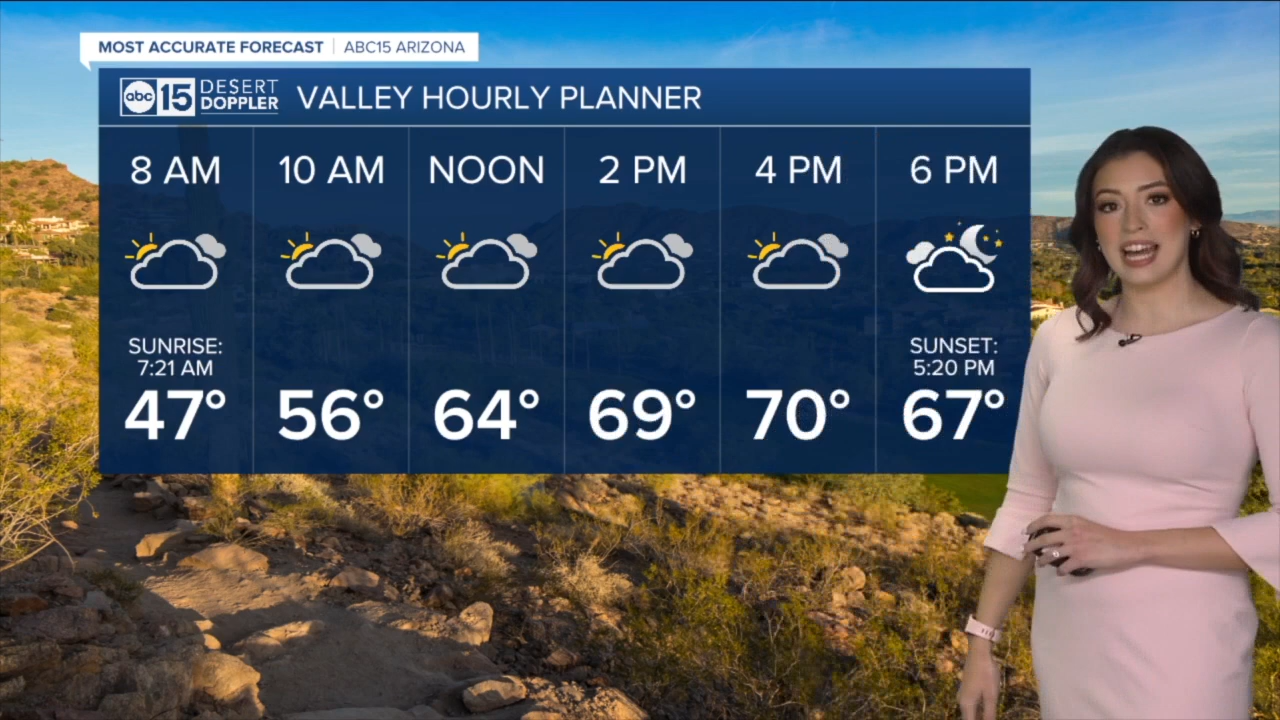 MOST ACCURATE FORECAST | ABC15 ARIZONA
abc 15 DESERT DOPPLER VALLEY HOURLY PLANNER
8 AM 10 AM NOON 2 PM 4 PM 6 PM
SUNRISE: SUNSET:
7:21 AM 5:20 PM
47° 56° 64° 69° 70° 67°